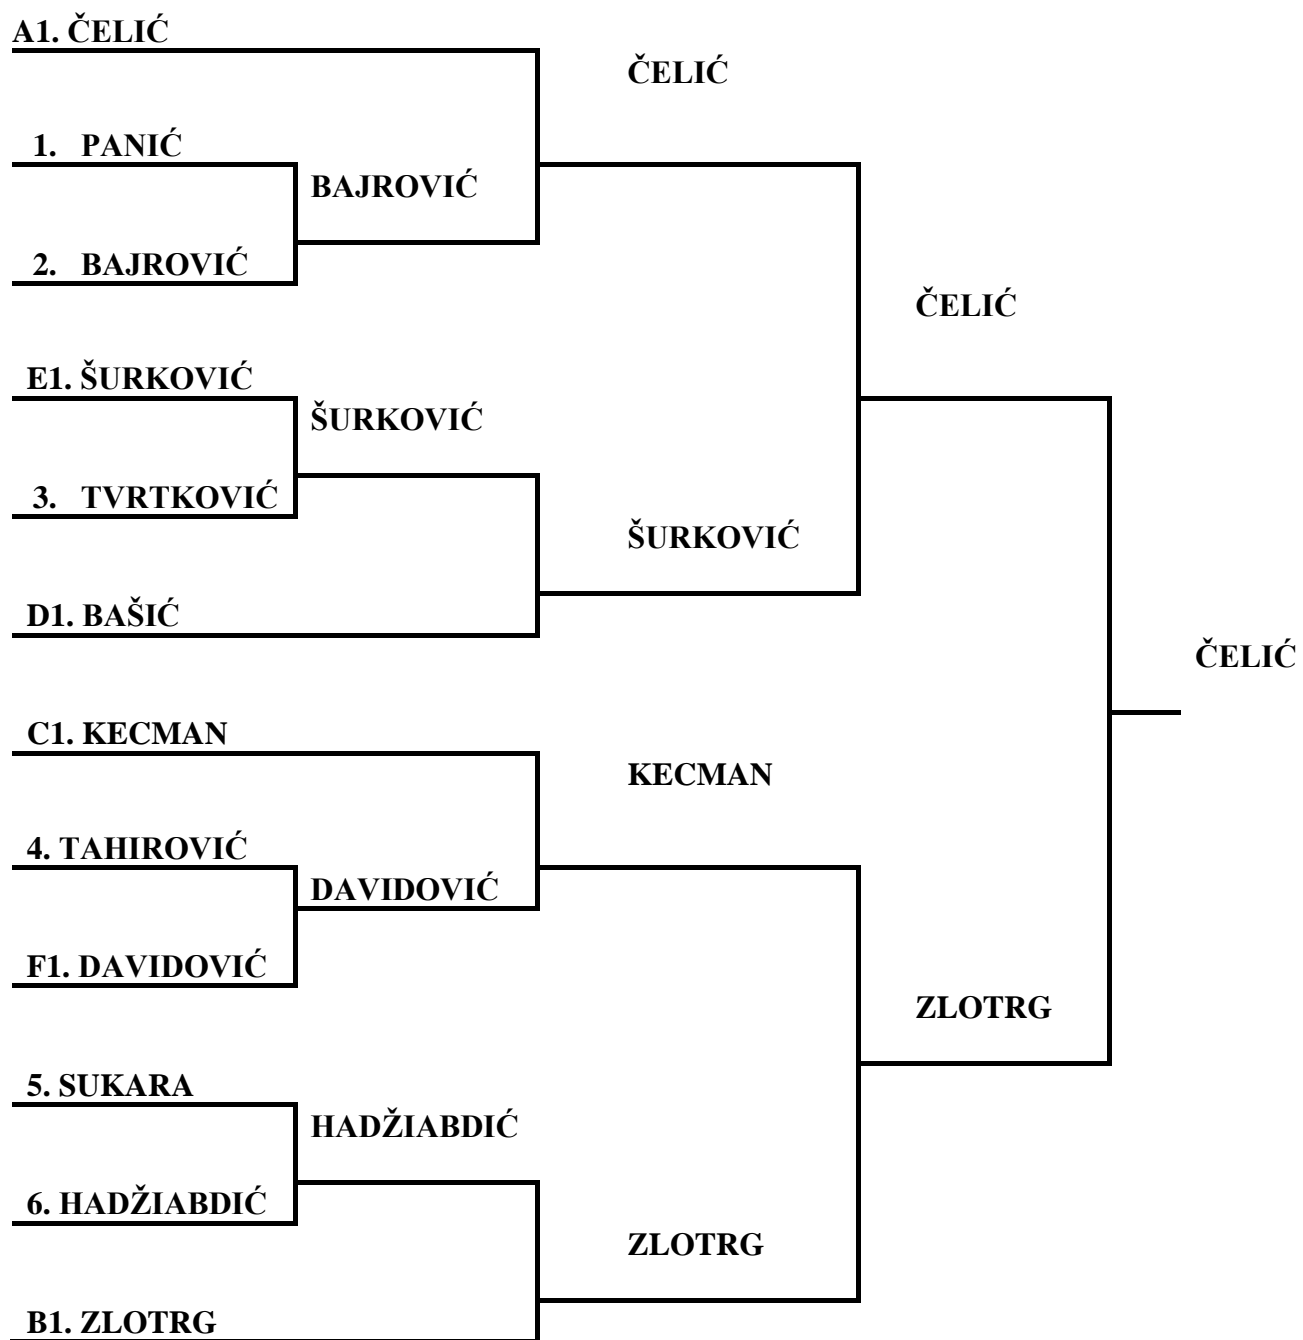 A1. ČELIĆ
ČELIĆ
1. PANIĆ
BAJROVIĆ
2. BAJROVIĆ
ČELIĆ
E1. ŠURKOVIĆ
ŠURKOVIĆ
3. TVRTKOVIĆ
ŠURKOVIĆ
D1. BAŠIĆ
ČELIĆ
C1. KECMAN
KECMAN
4. TAHIROVIĆ
DAVIDOVIĆ
F1. DAVIDOVIĆ
ZLOTRG
5. SUKARA
HADŽIABDIĆ
6. HADŽIABDIĆ
ZLOTRG
B1. ZLOTRG